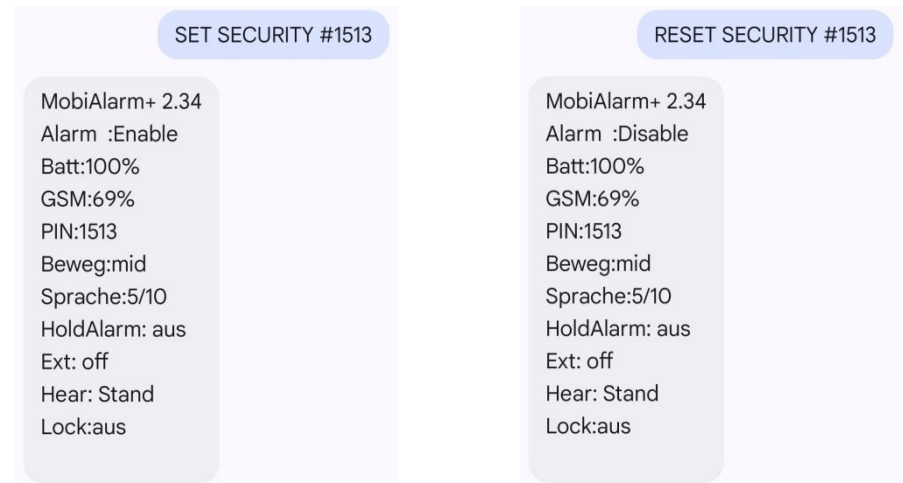 SET SECURITY #1513
MobiAlarm+ 2.34
Alarm :Enable
Batt:100%
GSM:69%
PIN:1513
Beweg:mid
Sprache:5/10
HoldAlarm: aus
Ext: off
Hear: Stand
Lock:aus
RESET SECURITY #1513
MobiAlarm+ 2.34
Alarm :Disable
Batt:100%
GSM:69%
PIN:1513
Beweg:mid
Sprache:5/10
HoldAlarm: aus
Ext: off
Hear: Stand
Lock:aus